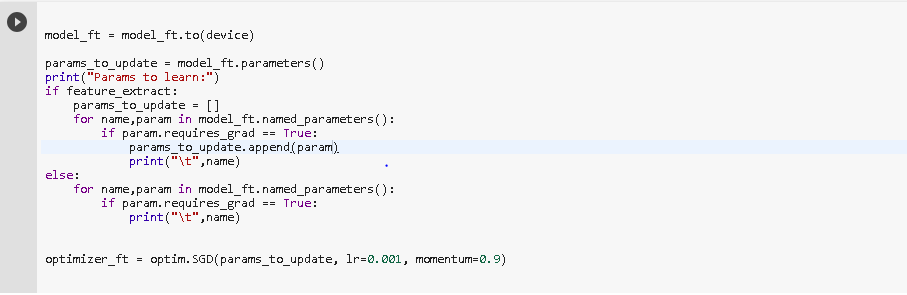 model_ft = model_ft.to(device)
params_to_update = model_ft.parameters()
print("Params to learn:")
if feature_extract:
    params_to_update = []
    for name,param in model_ft.named_parameters():
        if param.requires_grad == True:
            params_to_update.append(param)
            print("\t",name)
else:
    for name,param in model_ft.named_parameters():
        if param.requires_grad == True:
            print("\t",name)
optimizer_ft = optim.SGD(params_to_update, lr=0.001, momentum=0.9)